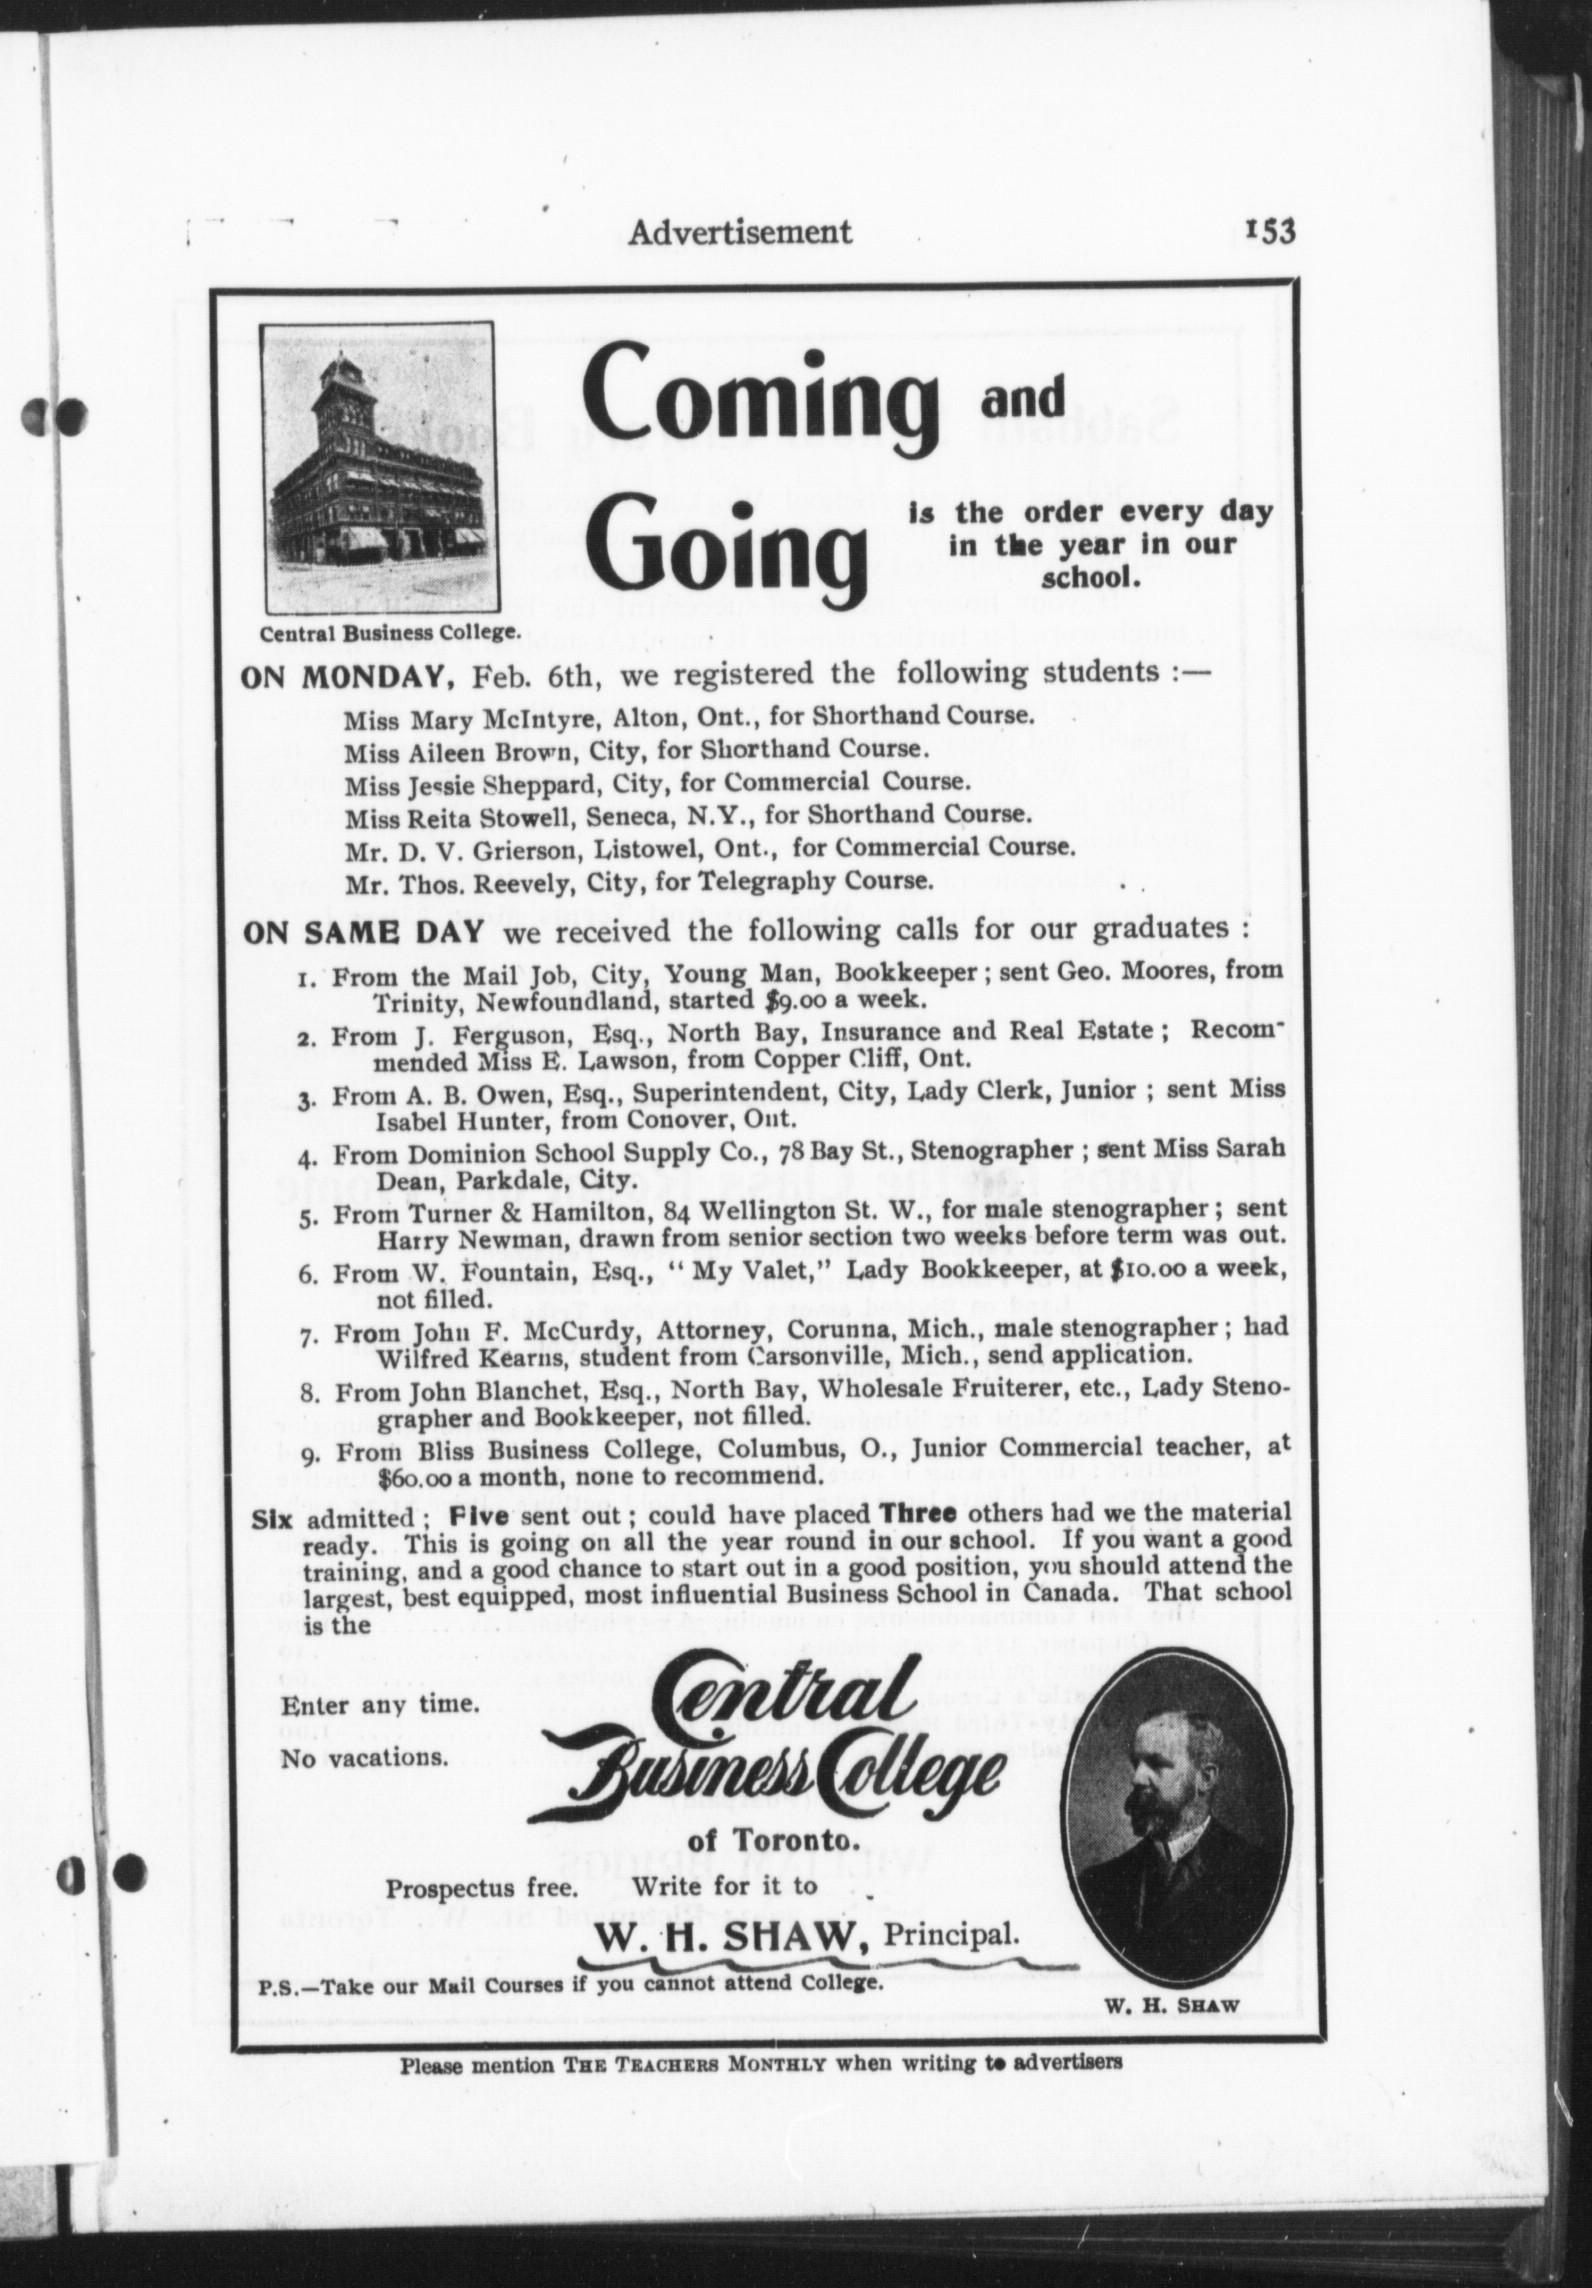 Advertisement 153
Coming and
Going is the order every day
in the year in our
school.
Central Business College.
ON MONDAY, Feb. 6th, we registered the following students :—
Miss Mary McIntyre, Alton, Ont., for Shorthand Course.
Miss Aileen Brown, City, for Shorthand Course.
Miss Jessie Sheppard, City, for Commercial Course.
Miss Reita Stowell, Seneca, N.Y., for Shorthand Course.
Mr. D. V. Grierson, Listowel, Ont., for Commercial Course.
Mr. Thos. Reevely, City, for Telegraphy Course.
ON SAME DAY we received the following calls for our graduates :
1. From the Mail Job, City, Young Man, Bookkeeper ; sent Geo. Moores, from
Trinity, Newfoundland, started $9.00 a week.
2. From J. Ferguson, Esq., North Bay, Insurance and Real Estate ; Recom-
mended Miss E. Lawson, from Copper Cliff, Ont.
3. From A. B. Owen, Esq., Superintendent, City, Lady Clerk, Junior ; sent Miss
Isabel Hunter, from Conover, Ont.
4. From Dominion School Supply Co., 78 Bay St., Stenographer ; sent Miss Sarah
Dean, Parkdale, City.
5. From Turner & Hamilton, 84 Wellington St. W., for male stenographer ; sent
Harry Newman, drawn from senior section two weeks before term was out.
6. From W. Fountain, Esq., “ My Valet,” Lady Bookkeeper, at $10.00 a week,
not filled.
7. From John F. McCurdy, Attorney, Corunna, Mich., male stenographer ; had
Wilfred Kearns, student from Carsonville, Mich., send application.
8. From John Blanchet, Esq., North Bay, Wholesale Fruiterer, etc., Lady Steno-
grapher and Bookkeeper, not filled.
9. From Bliss Business College, Columbus, O., Junior Commercial teacher, at
$60.00 a month, none to recommend.
Six admitted ; Five sent out ; could have placed Three others had we the material
ready. This is going on all the year round in our school. If you want a good
training, and a good chance to start out in a good position, you should attend the
largest, best equipped, most influential Business School in Canada. That school
is the
Enter any time.
No vacations.
Central
Business College
of Toronto.
Prospectus free. Write for it to
W. H. SHAW, Principal.
P.S.—Take our Mail Courses if you cannot attend College.
W. H. SHAW
Please mention THE TEACHERS MONTHLY when writing to advertisers